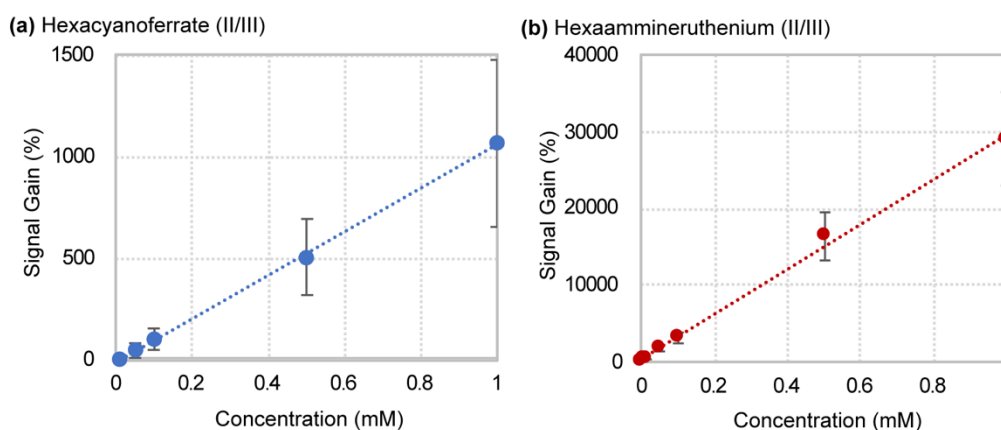 (a) Hexacyanoferrate (II/III)
1500
1000
500
0
Signal Gain (%)
0 0.2 0.4 0.6 0.8 1
Concentration (mM)
(b) Hexaammineruthenium (II/III)
40000
30000
20000
10000
0
Signal Gain (%)
0 0.2 0.4 0.6 0.8
Concentration (mM)